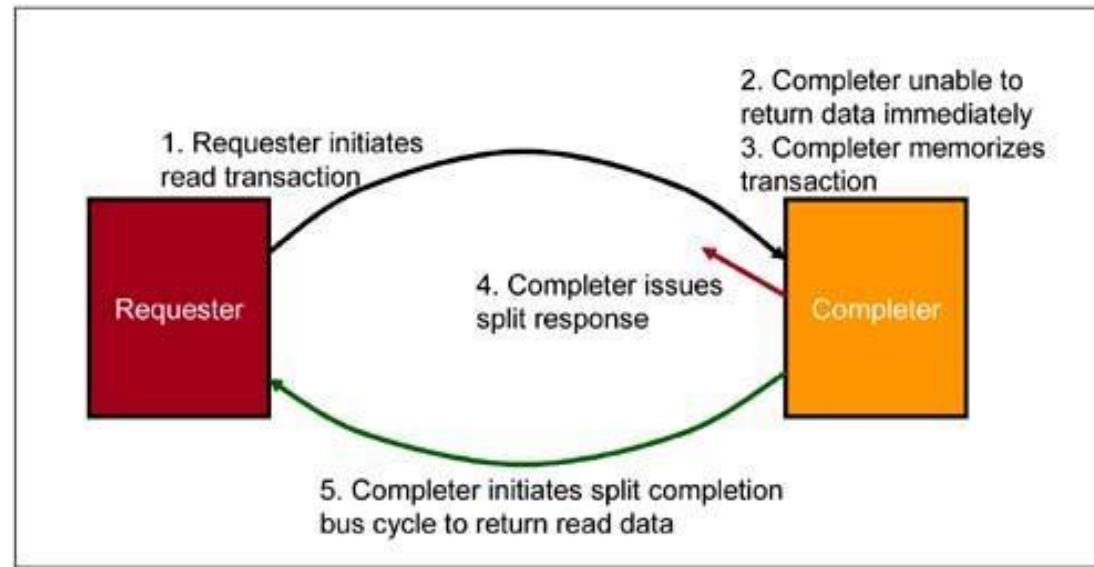 1. Requester initiates
read transaction
2. Completer unable to
return data immediately
3. Completer memorizes
transaction
Requester
4. Completer issues
split response
Completer
5. Completer initiates split completion
bus cycle to return read data